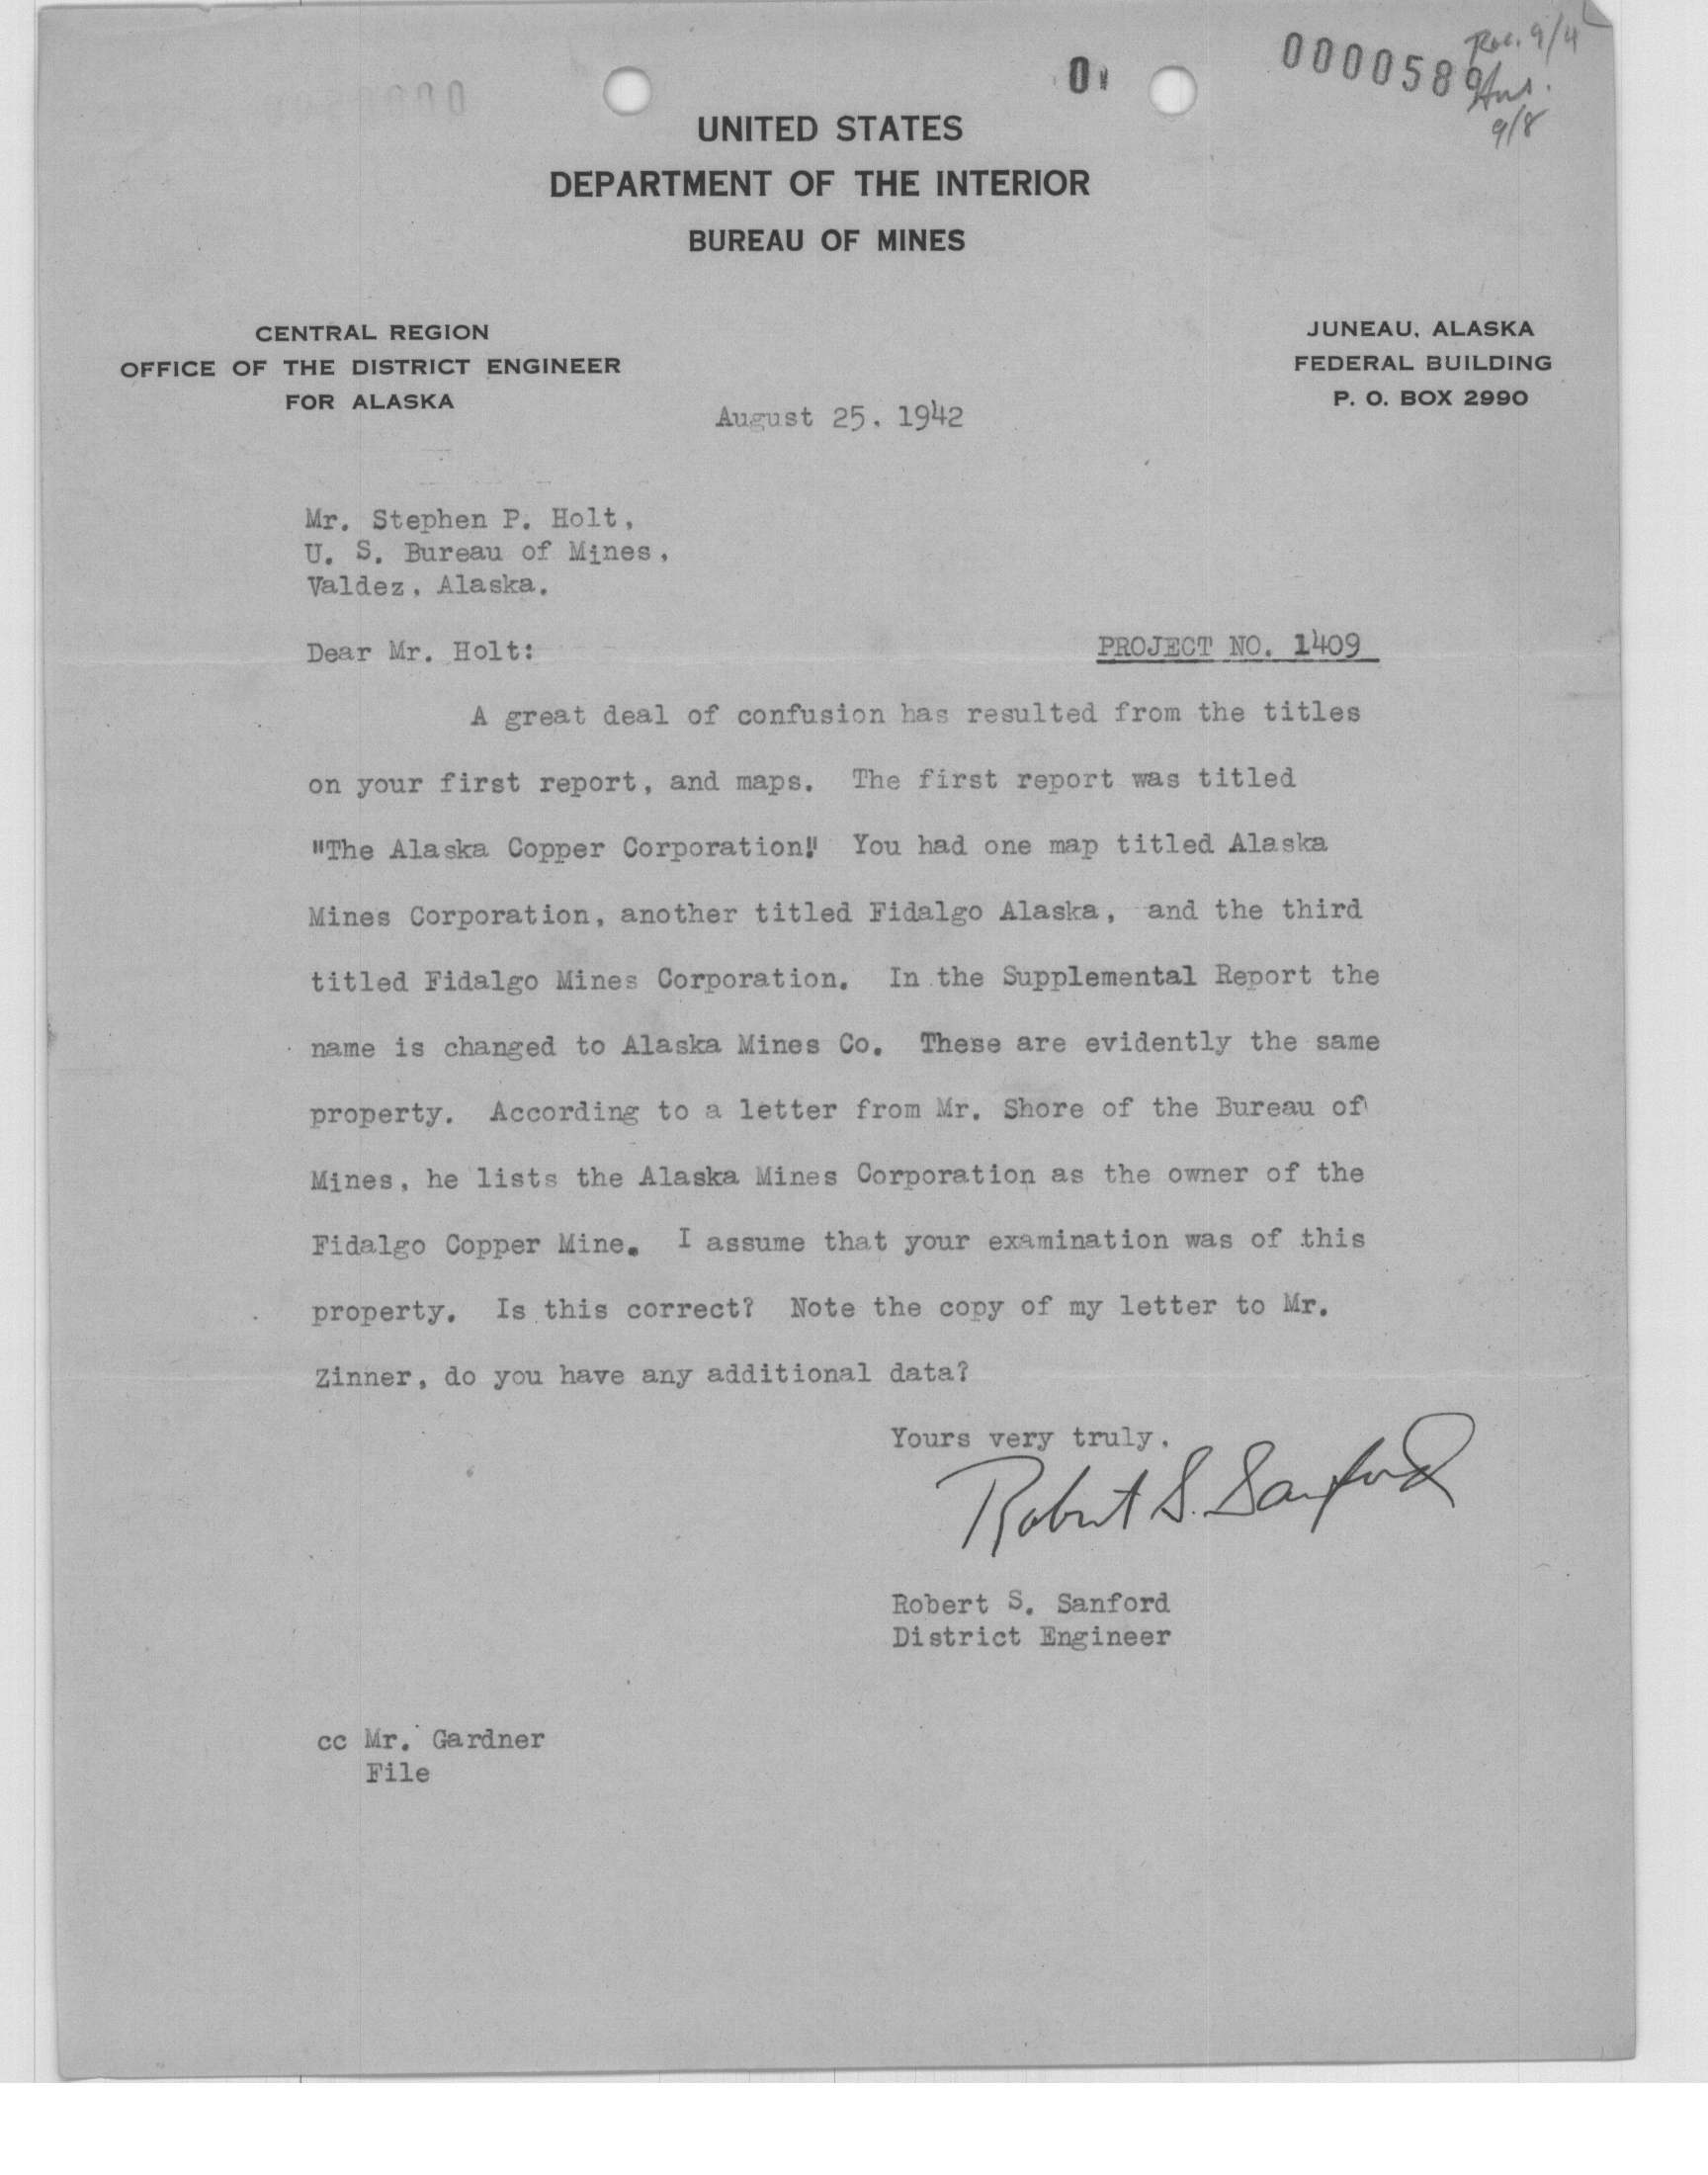 Rec. 9/4
0000589
Ans.
9/8
UNITED STATES
DEPARTMENT OF THE INTERIOR
BUREAU OF MINES
CENTRAL REGION
OFFICE OF THE DISTRICT ENGINEER
FOR ALASKA
JUNEAU, ALASKA
FEDERAL BUILDING
P. O. BOX 2990
August 25, 1942
Mr. Stephen P. Holt,
U. S. Bureau of Mines,
Valdez, Alaska.
Dear Mr. Holt:
PROJECT NO. 1409
A great deal of confusion has resulted from the titles
on your first report, and maps. The first report was titled
"The Alaska Copper Corporation." You had one map titled Alaska
Mines Corporation, another titled Fidalgo Alaska, and the third
titled Fidalgo Mines Corporation. In the Supplemental Report the
name is changed to Alaska Mines Co. These are evidently the same
property. According to a letter from Mr. Shore of the Bureau of
Mines, he lists the Alaska Mines Corporation as the owner of the
Fidalgo Copper Mine. I assume that your examination was of this
property. Is this correct? Note the copy of my letter to Mr.
Zinner, do you have any additional data?
Yours very truly,
Robert S. Sanford
Robert S. Sanford
District Engineer
cc Mr. Gardner
File